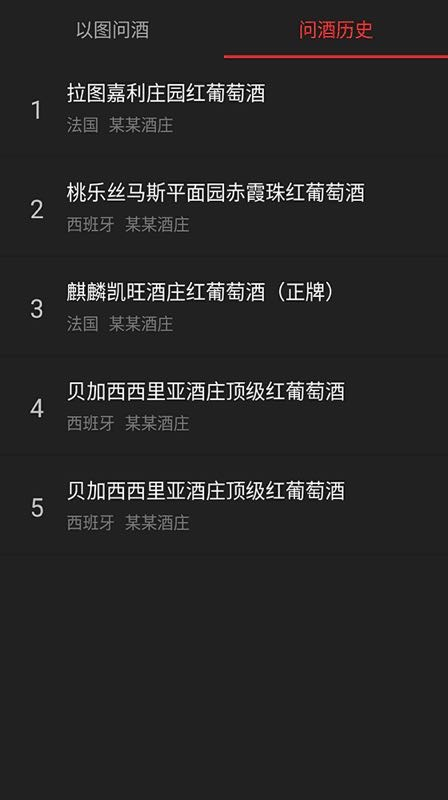 以图问酒 问酒历史
1 拉图嘉利庄园红葡萄酒
法国 某某酒庄
2 桃乐丝马斯平面园赤霞珠红葡萄酒
西班牙 某某酒庄
3 麒麟凯旺酒庄红葡萄酒（正牌）
法国 某某酒庄
4 贝加西西里亚酒庄顶级红葡萄酒
西班牙 某某酒庄
5 贝加西西里亚酒庄顶级红葡萄酒
西班牙 某某酒庄